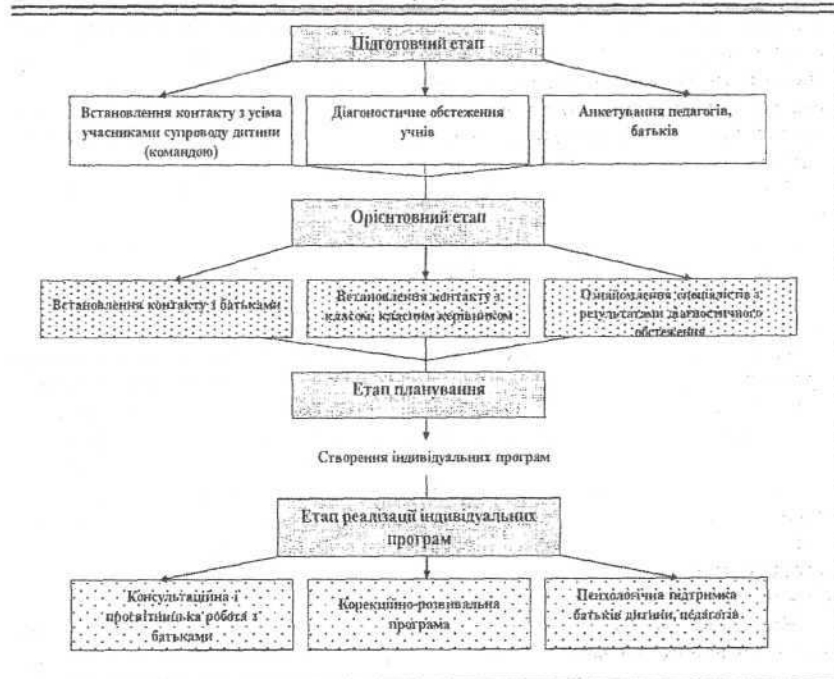 Підготовчий етап
Встановлення контакту з усіма
учасниками супроводу дитини
(командою)
Діагоностичне обстеження
учнів
Анкетування педагогів,
батьків
Орієнтовний етап
Встановлення контакту з батьками
Встановлення контакту з
класом, класним керівником
Ознайомлення спеціалістів з
результатами діагностичного
обстеження
Етап планування
Створення індивідуальних програм
Етап реалізації індивідуальних
програм
Консультаційна і
просвітницька робота з
батьками
Корекційно-розвивальна
програма
Психологічна підтримка
батьків дитини, педагогів